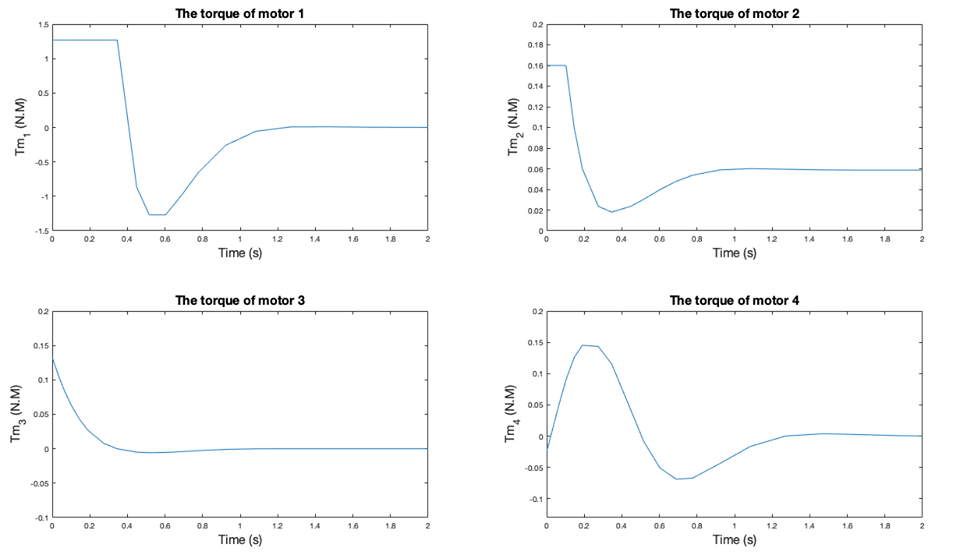 The torque of motor 1
1.5
1
0.5
0
-0.5
-1
-1.5
Tm1 (N.M)
0 0.2 0.4 0.6 0.8 1 1.2 1.4 1.6 1.8 2
Time (s)
The torque of motor 2
0.2
0.18
0.16
0.14
0.12
0.1
0.08
0.06
0.04
0.02
0
Tm2 (N.M)
0 0.2 0.4 0.6 0.8 1 1.2 1.4 1.6 1.8 2
Time (s)
The torque of motor 3
0.2
0.15
0.1
0.05
0
-0.05
-0.1
Tm3 (N.M)
0 0.2 0.4 0.6 0.8 1 1.2 1.4 1.6 1.8 2
Time (s)
The torque of motor 4
0.2
0.15
0.1
0.05
0
-0.05
-0.1
Tm4 (N.M)
0 0.2 0.4 0.6 0.8 1 1.2 1.4 1.6 1.8 2
Time (s)